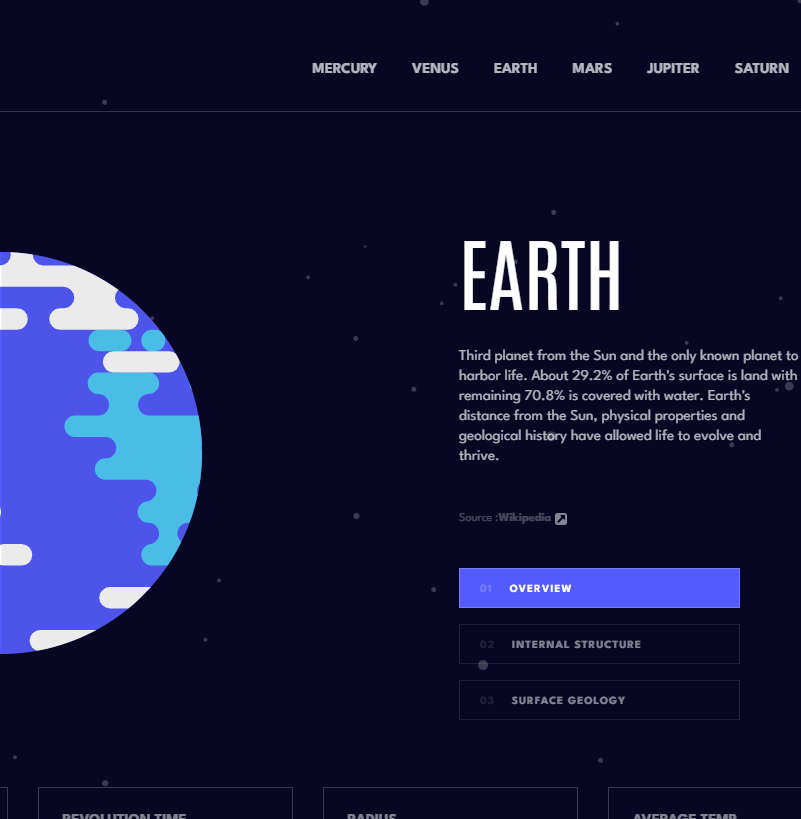 MERCURY VENUS EARTH MARS JUPITER SATURN
EARTH
Third planet from the Sun and the only known planet to
harbor life. About 29.2% of Earth's surface is land with
remaining 70.8% is covered with water. Earth's
distance from the Sun, physical properties and
geological history have allowed life to evolve and
thrive.
Source :Wikipedia
01 OVERVIEW
02 INTERNAL STRUCTURE
03 SURFACE GEOLOGY
REVOLUTION TIME RADIUS AVERAGE TEMP